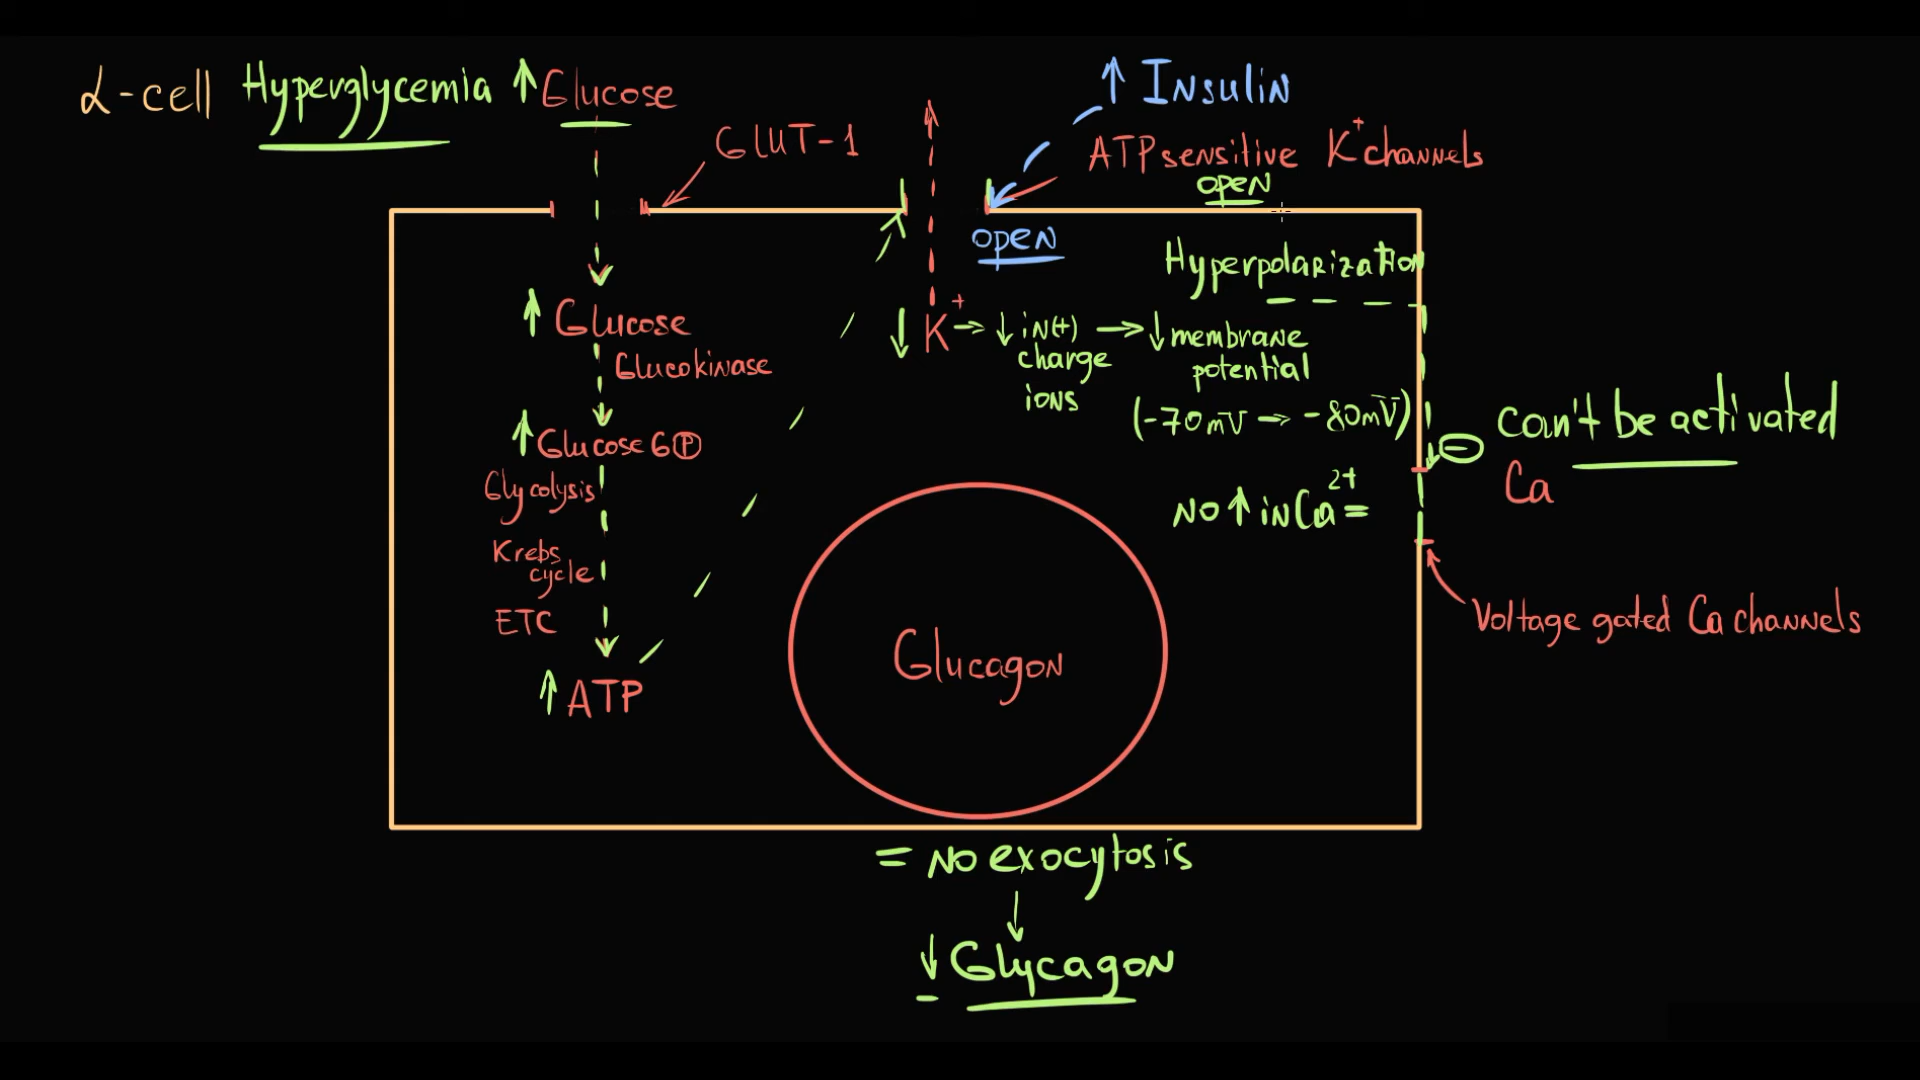 α-cell Hyperglycemia ↑ Glucose
↑ Insulin
GLUT-1
ATP sensitive K⁺ channels
open
open
Hyperpolarization
↑ Glucose
↓ K⁺ → ↓ in (+) charge ions → ↓ membrane potential
(-70mV → -80mV)
Glucokinase
↑ Glucose 6 Ⓟ
⊖ can't be activated
Ca
Glycolysis
NO ↑ in Ca²⁺ =
Krebs cycle
ETC
Voltage gated Ca channels
Glucagon
↑ ATP
= NO exocytosis
↓
↓ Glycagon